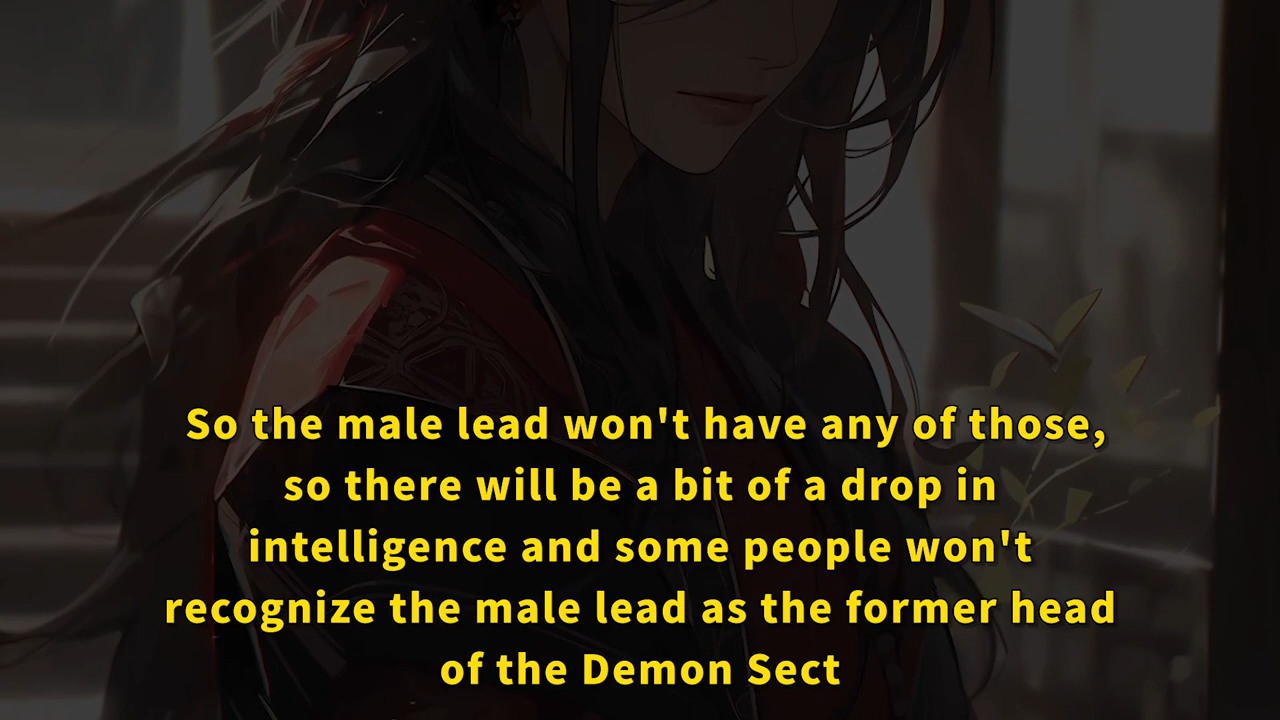 So the male lead won't have any of those,
so there will be a bit of a drop in
intelligence and some people won't
recognize the male lead as the former head
of the Demon Sect